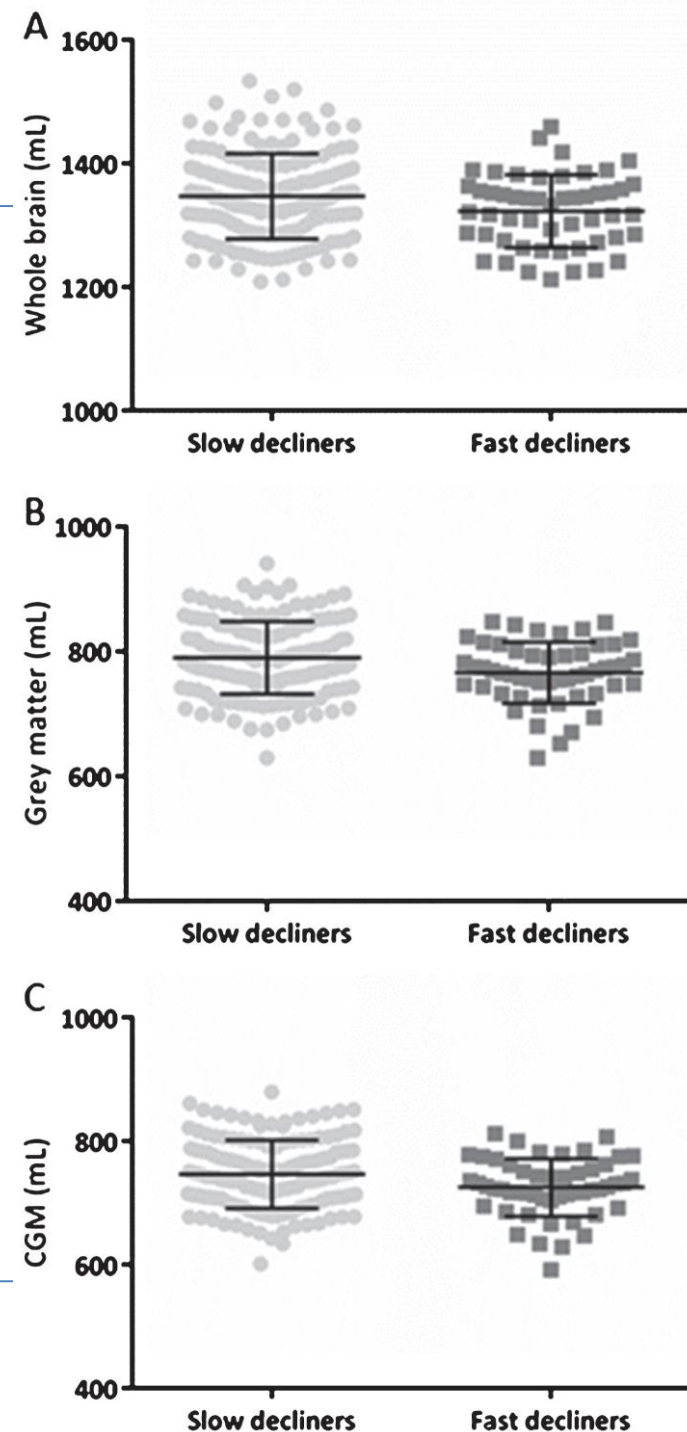 A
1600
1400
1200
1000
Whole brain (mL)
Slow decliners Fast decliners
B
1000
800
600
400
Grey matter (mL)
Slow decliners Fast decliners
C
1000
800
600
400
CGM (mL)
Slow decliners Fast decliners